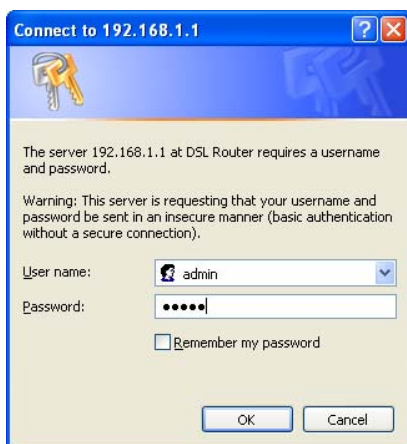 Connect to 192.168.1.1
The server 192.168.1.1 at DSL Router requires a username
and password.
Warning: This server is requesting that your username and
password be sent in an insecure manner (basic authentication
without a secure connection).
User name:
admin
Password:
•••••
Remember my password
OK
Cancel